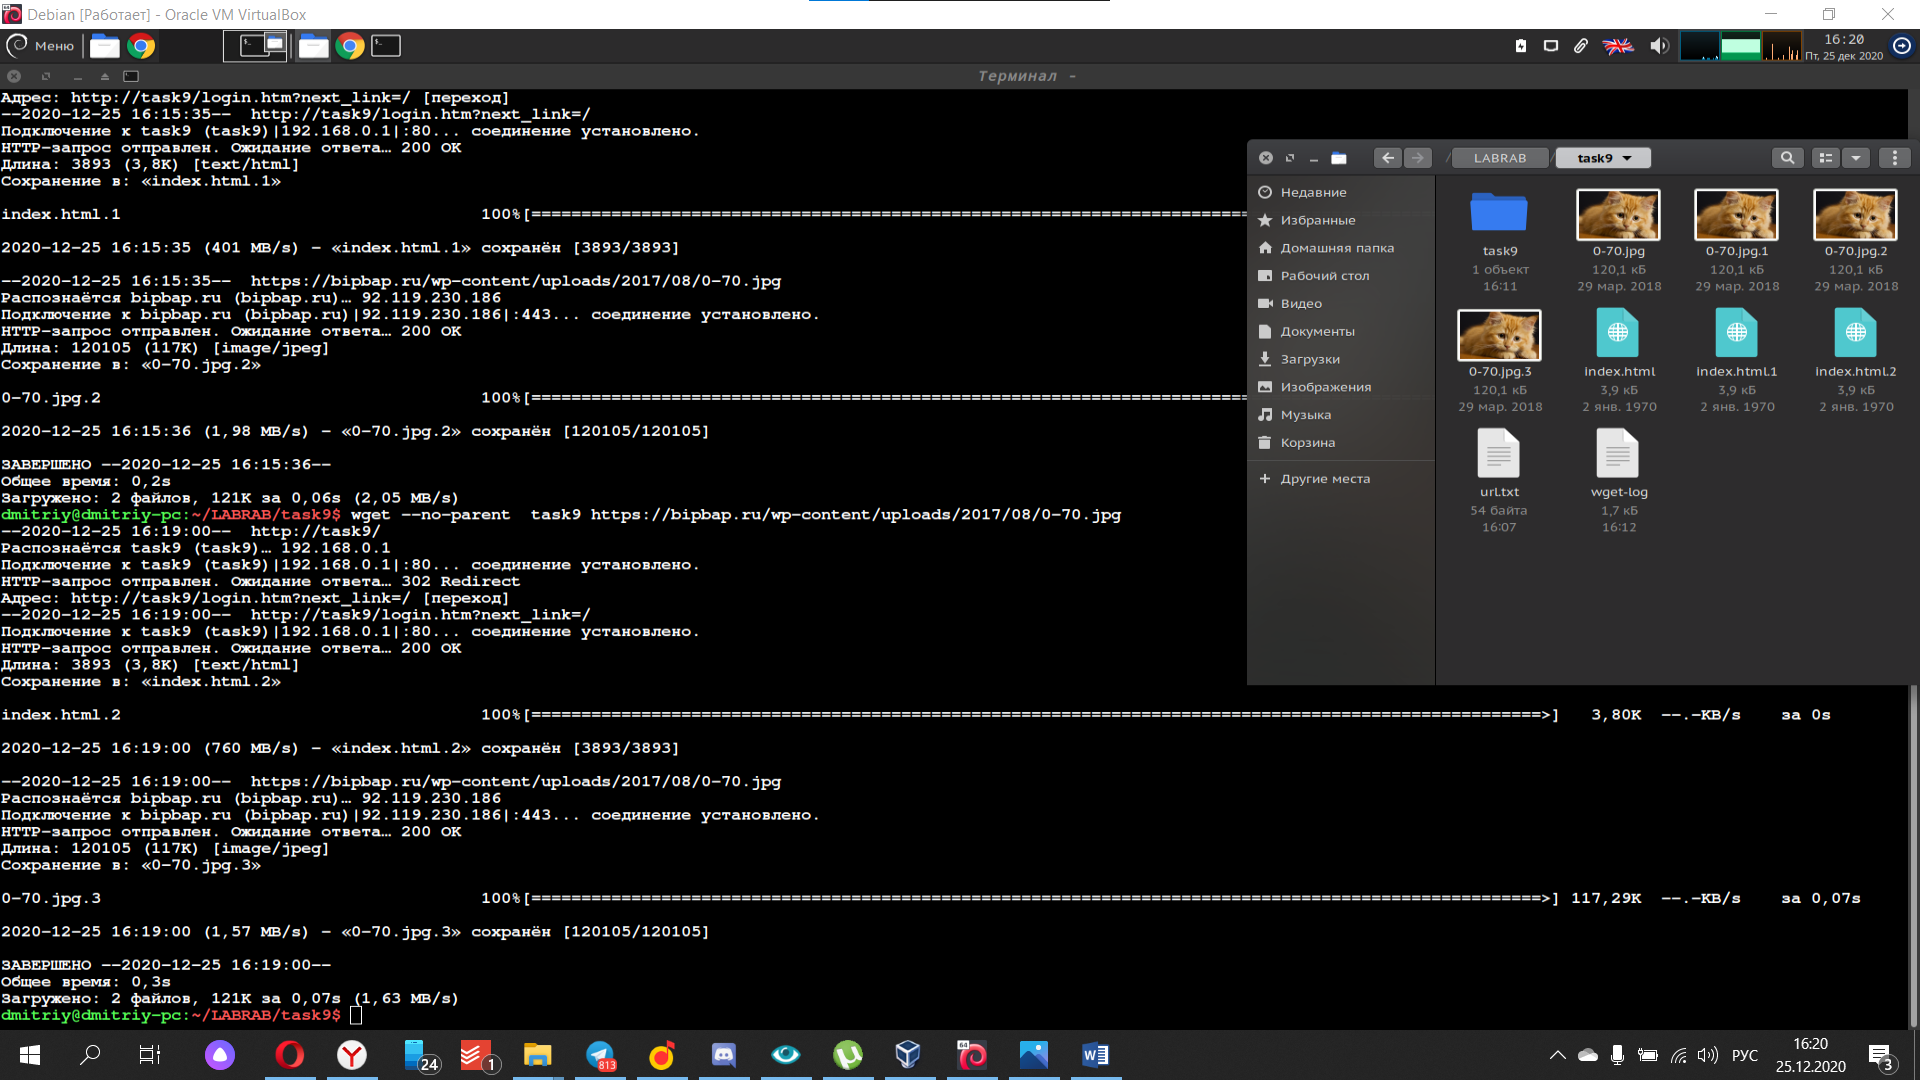 Debian [Работает] - Oracle VM VirtualBox
Меню
16:20
Пт, 25 дек 2020
Терминал -
Адрес: http://task9/login.htm?next_link=/ [переход]
--2020-12-25 16:15:35--  http://task9/login.htm?next_link=/
Подключение к task9 (task9)|192.168.0.1|:80... соединение установлено.
HTTP-запрос отправлен. Ожидание ответа… 200 OK
Длина: 3893 (3,8K) [text/html]
Сохранение в: «index.html.1»
index.html.1 100%[==============================================================
2020-12-25 16:15:35 (401 MB/s) - «index.html.1» сохранён [3893/3893]
--2020-12-25 16:15:35--  https://bipbap.ru/wp-content/uploads/2017/08/0-70.jpg
Распознаётся bipbap.ru (bipbap.ru)… 92.119.230.186
Подключение к bipbap.ru (bipbap.ru)|92.119.230.186|:443... соединение установлено.
HTTP-запрос отправлен. Ожидание ответа… 200 OK
Длина: 120105 (117K) [image/jpeg]
Сохранение в: «0-70.jpg.2»
0-70.jpg.2 100%[==============================================================
2020-12-25 16:15:36 (1,98 MB/s) - «0-70.jpg.2» сохранён [120105/120105]
ЗАВЕРШЕНО --2020-12-25 16:15:36--
Общее время: 0,2s
Загружено: 2 файлов, 121K за 0,06s (2,05 MB/s)
dmitriy@dmitriy-pc:~/LABRAB/task9$ wget --no-parent  task9 https://bipbap.ru/wp-content/uploads/2017/08/0-70.jpg
--2020-12-25 16:19:00--  http://task9/
Распознаётся task9 (task9)… 192.168.0.1
Подключение к task9 (task9)|192.168.0.1|:80... соединение установлено.
HTTP-запрос отправлен. Ожидание ответа… 302 Redirect
Адрес: http://task9/login.htm?next_link=/ [переход]
--2020-12-25 16:19:00--  http://task9/login.htm?next_link=/
Подключение к task9 (task9)|192.168.0.1|:80... соединение установлено.
HTTP-запрос отправлен. Ожидание ответа… 200 OK
Длина: 3893 (3,8K) [text/html]
Сохранение в: «index.html.2»
index.html.2 100%[==============================================================>] 3,80K --.-KB/s за 0s
2020-12-25 16:19:00 (760 MB/s) - «index.html.2» сохранён [3893/3893]
--2020-12-25 16:19:00--  https://bipbap.ru/wp-content/uploads/2017/08/0-70.jpg
Распознаётся bipbap.ru (bipbap.ru)… 92.119.230.186
Подключение к bipbap.ru (bipbap.ru)|92.119.230.186|:443... соединение установлено.
HTTP-запрос отправлен. Ожидание ответа… 200 OK
Длина: 120105 (117K) [image/jpeg]
Сохранение в: «0-70.jpg.3»
0-70.jpg.3 100%[==============================================================>] 117,29K --.-KB/s за 0,07s
2020-12-25 16:19:00 (1,57 MB/s) - «0-70.jpg.3» сохранён [120105/120105]
ЗАВЕРШЕНО --2020-12-25 16:19:00--
Общее время: 0,3s
Загружено: 2 файлов, 121K за 0,07s (1,63 MB/s)
dmitriy@dmitriy-pc:~/LABRAB/task9$
/ LABRAB / task9
Недавние
Избранные
Домашняя папка
Рабочий стол
Видео
Документы
Загрузки
Изображения
Музыка
Корзина
+ Другие места
task9
1 объект
16:11
0-70.jpg
120,1 кБ
29 мар. 2018
0-70.jpg.1
120,1 кБ
29 мар. 2018
0-70.jpg.2
120,1 кБ
29 мар. 2018
0-70.jpg.3
120,1 кБ
29 мар. 2018
index.html
3,9 кБ
2 янв. 1970
index.html.1
3,9 кБ
2 янв. 1970
index.html.2
3,9 кБ
2 янв. 1970
url.txt
54 байта
16:07
wget-log
1,7 кБ
16:12
24
1
813
64
РУС
16:20
25.12.2020
3